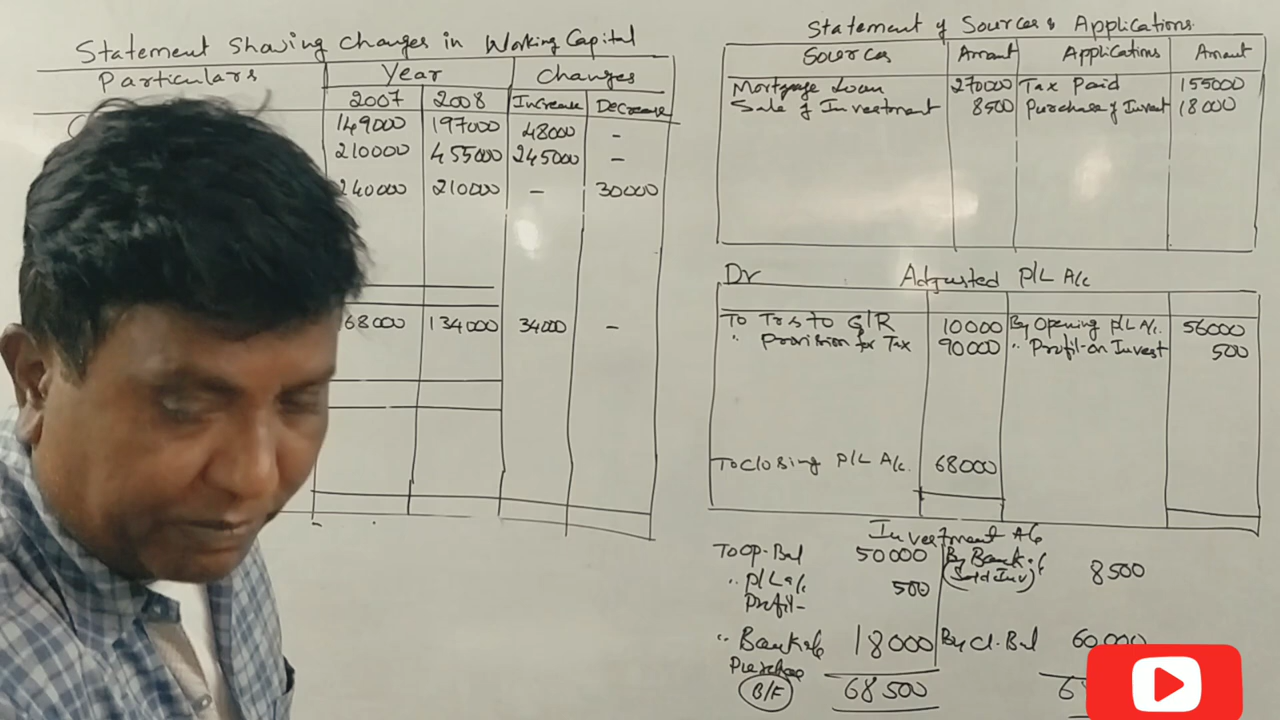 Statement Showing Changes in Working Capital
Particulars Year Changes
2007 2008 Increase Decrease
149000 197000 48000 -
210000 455000 245000 -
240000 210000 - 30000
68000 134000 34000 -
Statement of Sources & Applications
Sources Amount Applications Amount
Mortgage Loan 270000 Tax Paid 155000
Sale of Investment 8500 Purchase of Invest 18000
Dr Adjusted P/L A/c
To Trs to G/R 10000 By Opening P/L A/c. 56000
" Provision for Tax 90000 " Profit on Invest 500
To closing P/L A/c. 68000
Investment A/c
To Op. Bal 50000 By Bank A/c 8500
(Sold Inv)
" P/L A/c 500
Profit
" Bank A/c 18000 By Cl. Bal 60,000
Purchase
B/F 68500